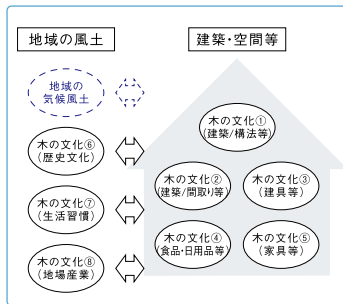 地域の風土
建築・空間等
地域の
気候風土
木の文化①
(建築/構法等)
木の文化⑥
(歴史文化)
木の文化②
(建築/間取り等)
木の文化③
(建具等)
木の文化⑦
(生活習慣)
木の文化④
(食品・日用品等)
木の文化⑤
(家具等)
木の文化⑧
(地場産業)